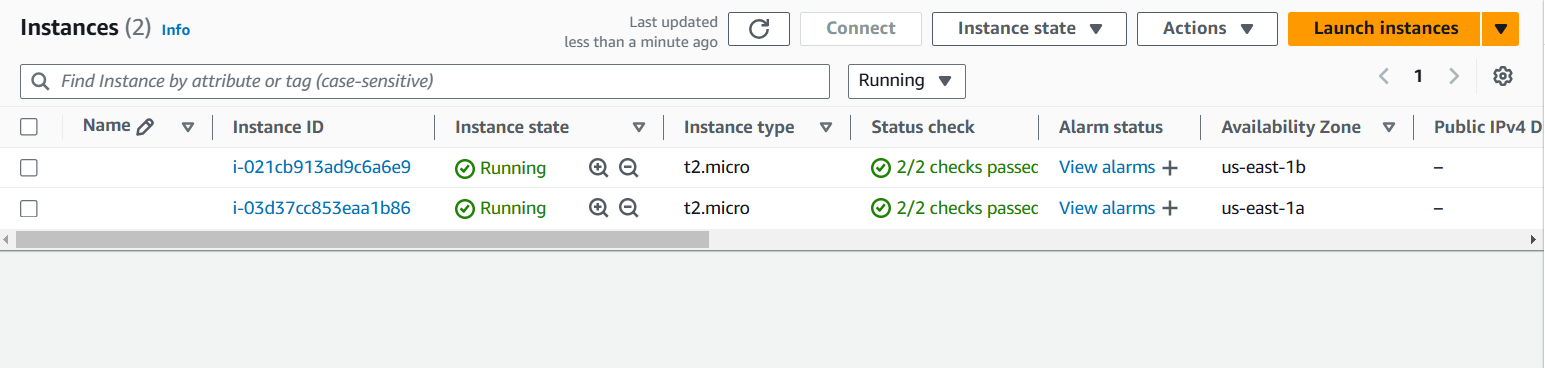 Instances (2) Info
Last updated
less than a minute ago
Connect
Instance state
Actions
Launch instances
Find Instance by attribute or tag (case-sensitive)
Running
1
Name Instance ID Instance state Instance type Status check Alarm status Availability Zone Public IPv4 D
i-021cb913ad9c6a6e9 Running t2.micro 2/2 checks passed View alarms + us-east-1b –
i-03d37cc853eaa1b86 Running t2.micro 2/2 checks passed View alarms + us-east-1a –